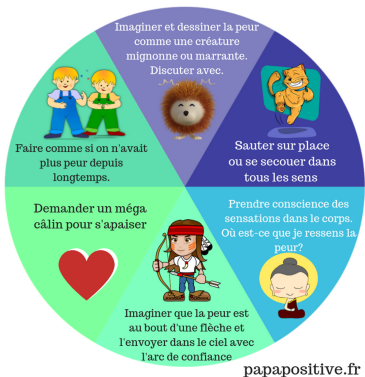 Imaginer et dessiner la peur
comme une créature
mignonne ou marrante.
Discuter avec.
Sauter sur place
ou se secouer dans
tous les sens
Prendre conscience des
sensations dans le corps.
Où est-ce que je ressens la
peur?
Imaginer que la peur est
au bout d'une flèche et
l'envoyer dans le ciel avec
l'arc de confiance
Demander un méga
câlin pour s'apaiser
Faire comme si on n'avait
plus peur depuis
longtemps.
papapositive.fr